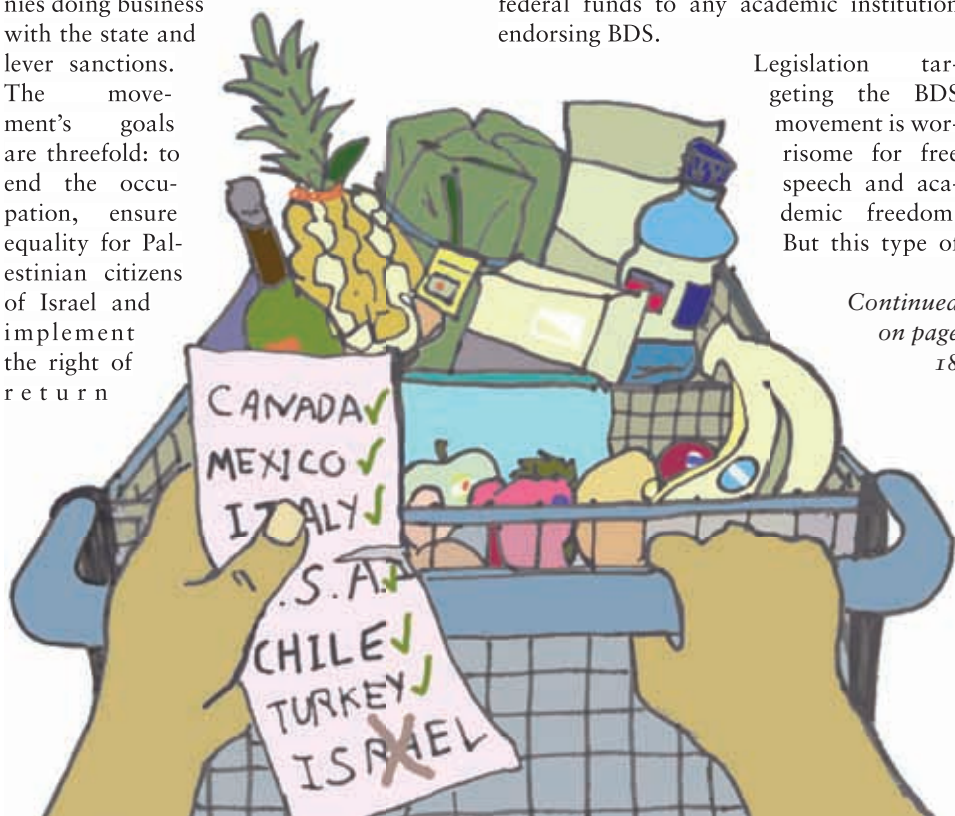 nies doing business
with the state and
lever sanctions.
The move-
ment's goals
are threefold: to
end the occu-
pation, ensure
equality for Pal-
estinian citizens
of Israel and
implement
the right of
return
federal funds to any academic institution
endorsing BDS.
Legislation tar-
geting the BDS
movement is wor-
risome for free
speech and aca-
demic freedom
But this type of
Continued
on page
18
CANADA✓
MEXICO ✓
ITALY ✓
.S.A. ✓
CHILE ✓
TURKEY ✓
ISRAEL